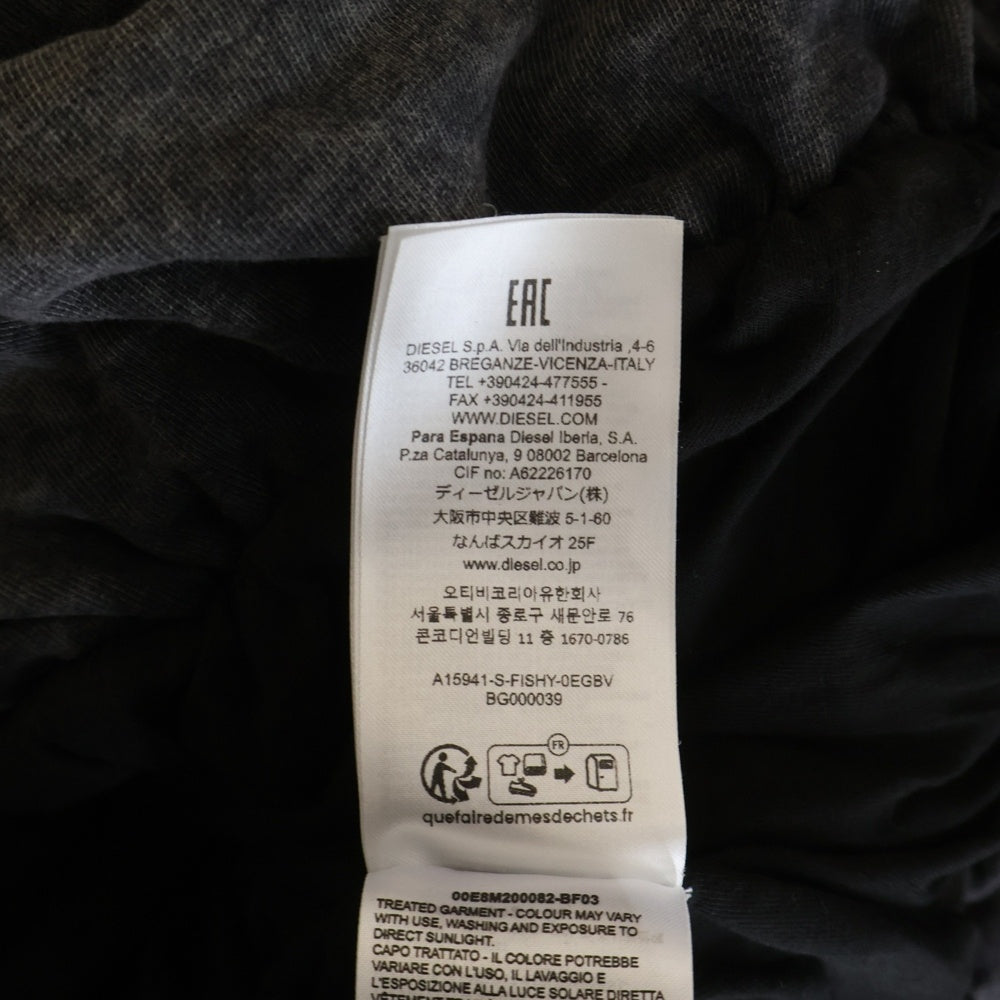 EAC
DIESEL S.p.A. Via dell'Industria ,4-6
36042 BREGANZE-VICENZA-ITALY
TEL +390424-477555 -
FAX +390424-411955
WWW.DIESEL.COM
Para Espana Diesel Iberia, S.A.
P.za Catalunya, 9 08002 Barcelona
CIF no: A62226170
ディーゼルジャパン(株)
大阪市中央区難波 5-1-60
なんばスカイオ 25F
www.diesel.co.jp
오티비코리아유한회사
서울특별시 종로구 새문안로 76
콘코디언빌딩 11 층 1670-0786
A15941-S-FISHY-0EGBV
BG000039
FR
quefairedemesdechets.fr
00E8M200082-BF03
TREATED GARMENT - COLOUR MAY VARY
WITH USE, WASHING AND EXPOSURE TO
DIRECT SUNLIGHT.
CAPO TRATTATO - IL COLORE POTREBBE
VARIARE CON L'USO, IL LAVAGGIO E
L'ESPOSIZIONE ALLA LUCE SOLARE DIRETTA